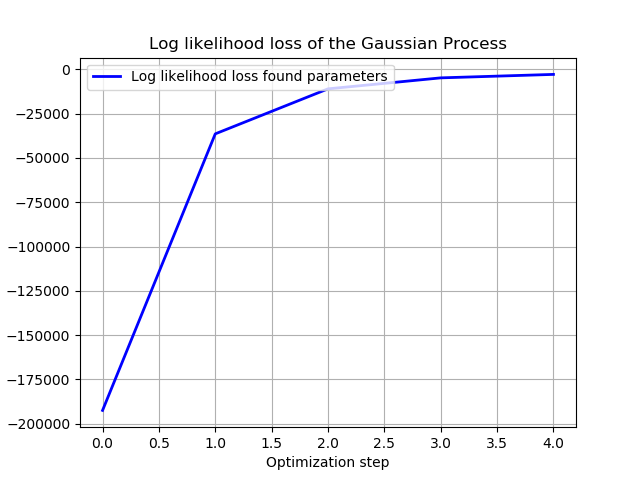 Log likelihood loss of the Gaussian Process
Log likelihood loss found parameters
0
−25000
−50000
−75000
−100000
−125000
−150000
−175000
−200000
0.0 0.5 1.0 1.5 2.0 2.5 3.0 3.5 4.0
Optimization step